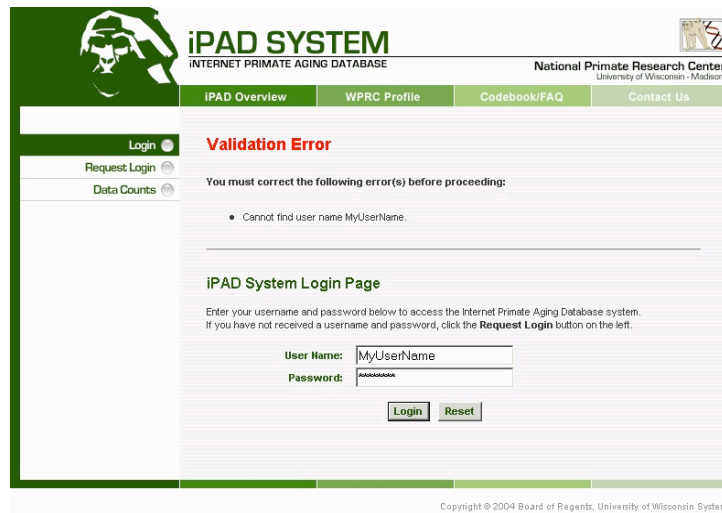 iPAD SYSTEM
INTERNET PRIMATE AGING DATABASE
National Primate Research Center
University of Wisconsin - Madison
iPAD Overview WPRC Profile Codebook/FAQ Contact Us
Login
Request Login
Data Counts
Validation Error
You must correct the following error(s) before proceeding:
• Cannot find user name MyUserName.
iPAD System Login Page
Enter your username and password below to access the Internet Primate Aging Database system.
If you have not received a username and password, click the Request Login button on the left.
User Name: MyUserName
Password: ********
Login Reset
Copyright © 2004 Board of Regents, University of Wisconsin System